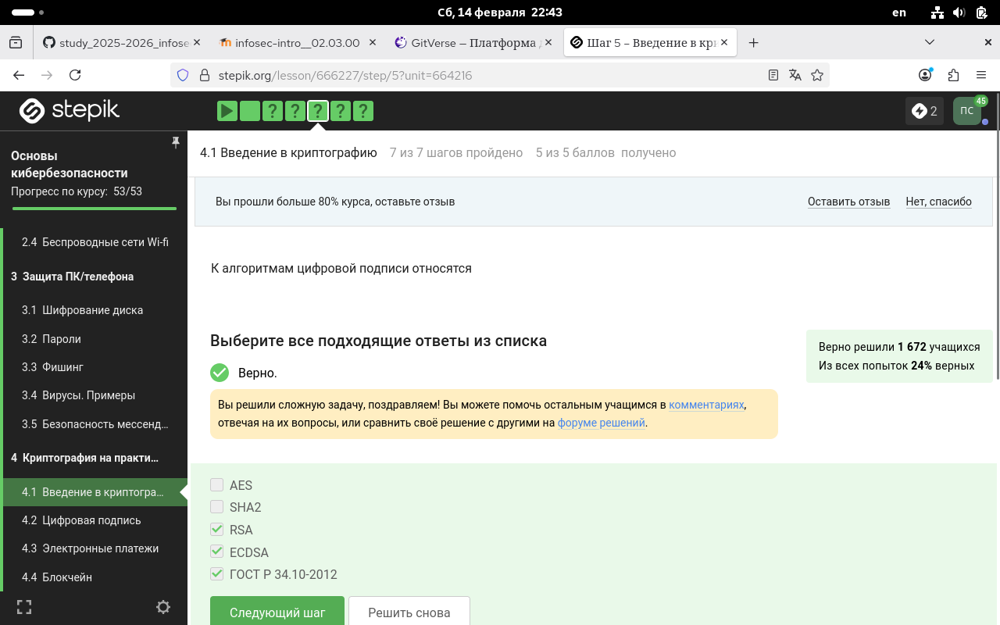 Сб, 14 февраля 22:43
en
study_2025-2026_infose
infosec-intro__02.03.00
GitVerse — Платформа
Шаг 5 – Введение в кри
stepik.org/lesson/666227/step/5?unit=664216
stepik
? ? ? ? ?
2
ПС
45
Основы
кибербезопасности
Прогресс по курсу: 53/53
2.4 Беспроводные сети Wi-fi
3 Защита ПК/телефона
3.1 Шифрование диска
3.2 Пароли
3.3 Фишинг
3.4 Вирусы. Примеры
3.5 Безопасность мессенд…
4 Криптография на практи…
4.1 Введение в криптогра…
4.2 Цифровая подпись
4.3 Электронные платежи
4.4 Блокчейн
4.1 Введение в криптографию 7 из 7 шагов пройдено 5 из 5 баллов получено
Вы прошли больше 80% курса, оставьте отзыв
Оставить отзыв
Нет, спасибо
К алгоритмам цифровой подписи относятся
Выберите все подходящие ответы из списка
Верно.
Верно решили 1 672 учащихся
Из всех попыток 24% верных
Вы решили сложную задачу, поздравляем! Вы можете помочь остальным учащимся в комментариях,
отвечая на их вопросы, или сравнить своё решение с другими на форуме решений.
AES
SHA2
RSA
ECDSA
ГОСТ Р 34.10-2012
Следующий шаг
Решить снова